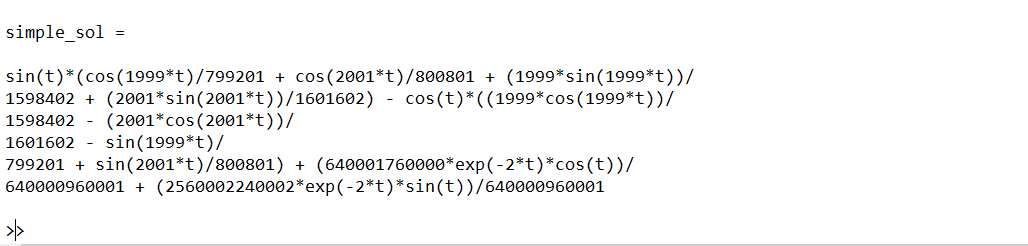 simple_sol =
sin(t)*(cos(1999*t)/799201 + cos(2001*t)/800801 + (1999*sin(1999*t))/
1598402 + (2001*sin(2001*t))/1601602) - cos(t)*((1999*cos(1999*t))/
1598402 - (2001*cos(2001*t))/
1601602 - sin(1999*t)/
799201 + sin(2001*t)/800801) + (640001760000*exp(-2*t)*cos(t))/
640000960001 + (2560002240002*exp(-2*t)*sin(t))/640000960001
>>